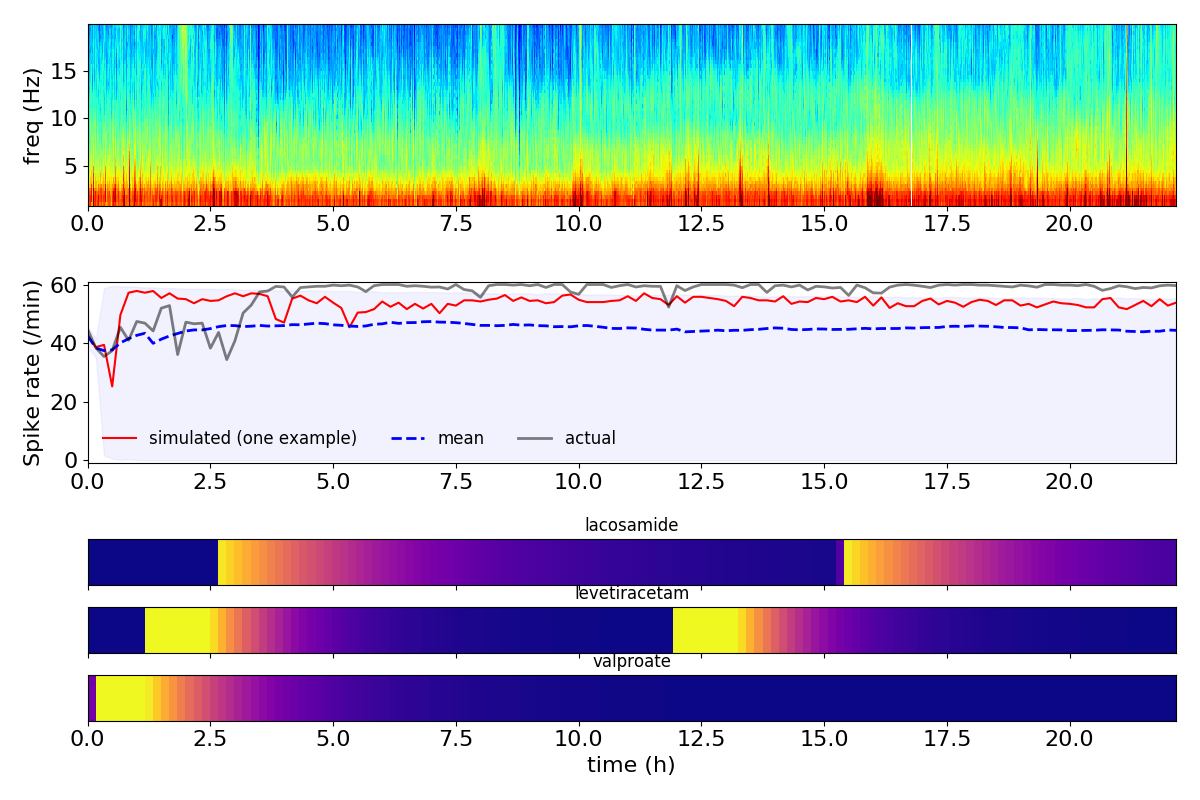 freq (Hz)
15
10
5
0.0 2.5 5.0 7.5 10.0 12.5 15.0 17.5 20.0
Spike rate (/min)
60
40
20
0
simulated (one example) mean actual
0.0 2.5 5.0 7.5 10.0 12.5 15.0 17.5 20.0
lacosamide
levetiracetam
valproate
0.0 2.5 5.0 7.5 10.0 12.5 15.0 17.5 20.0
time (h)